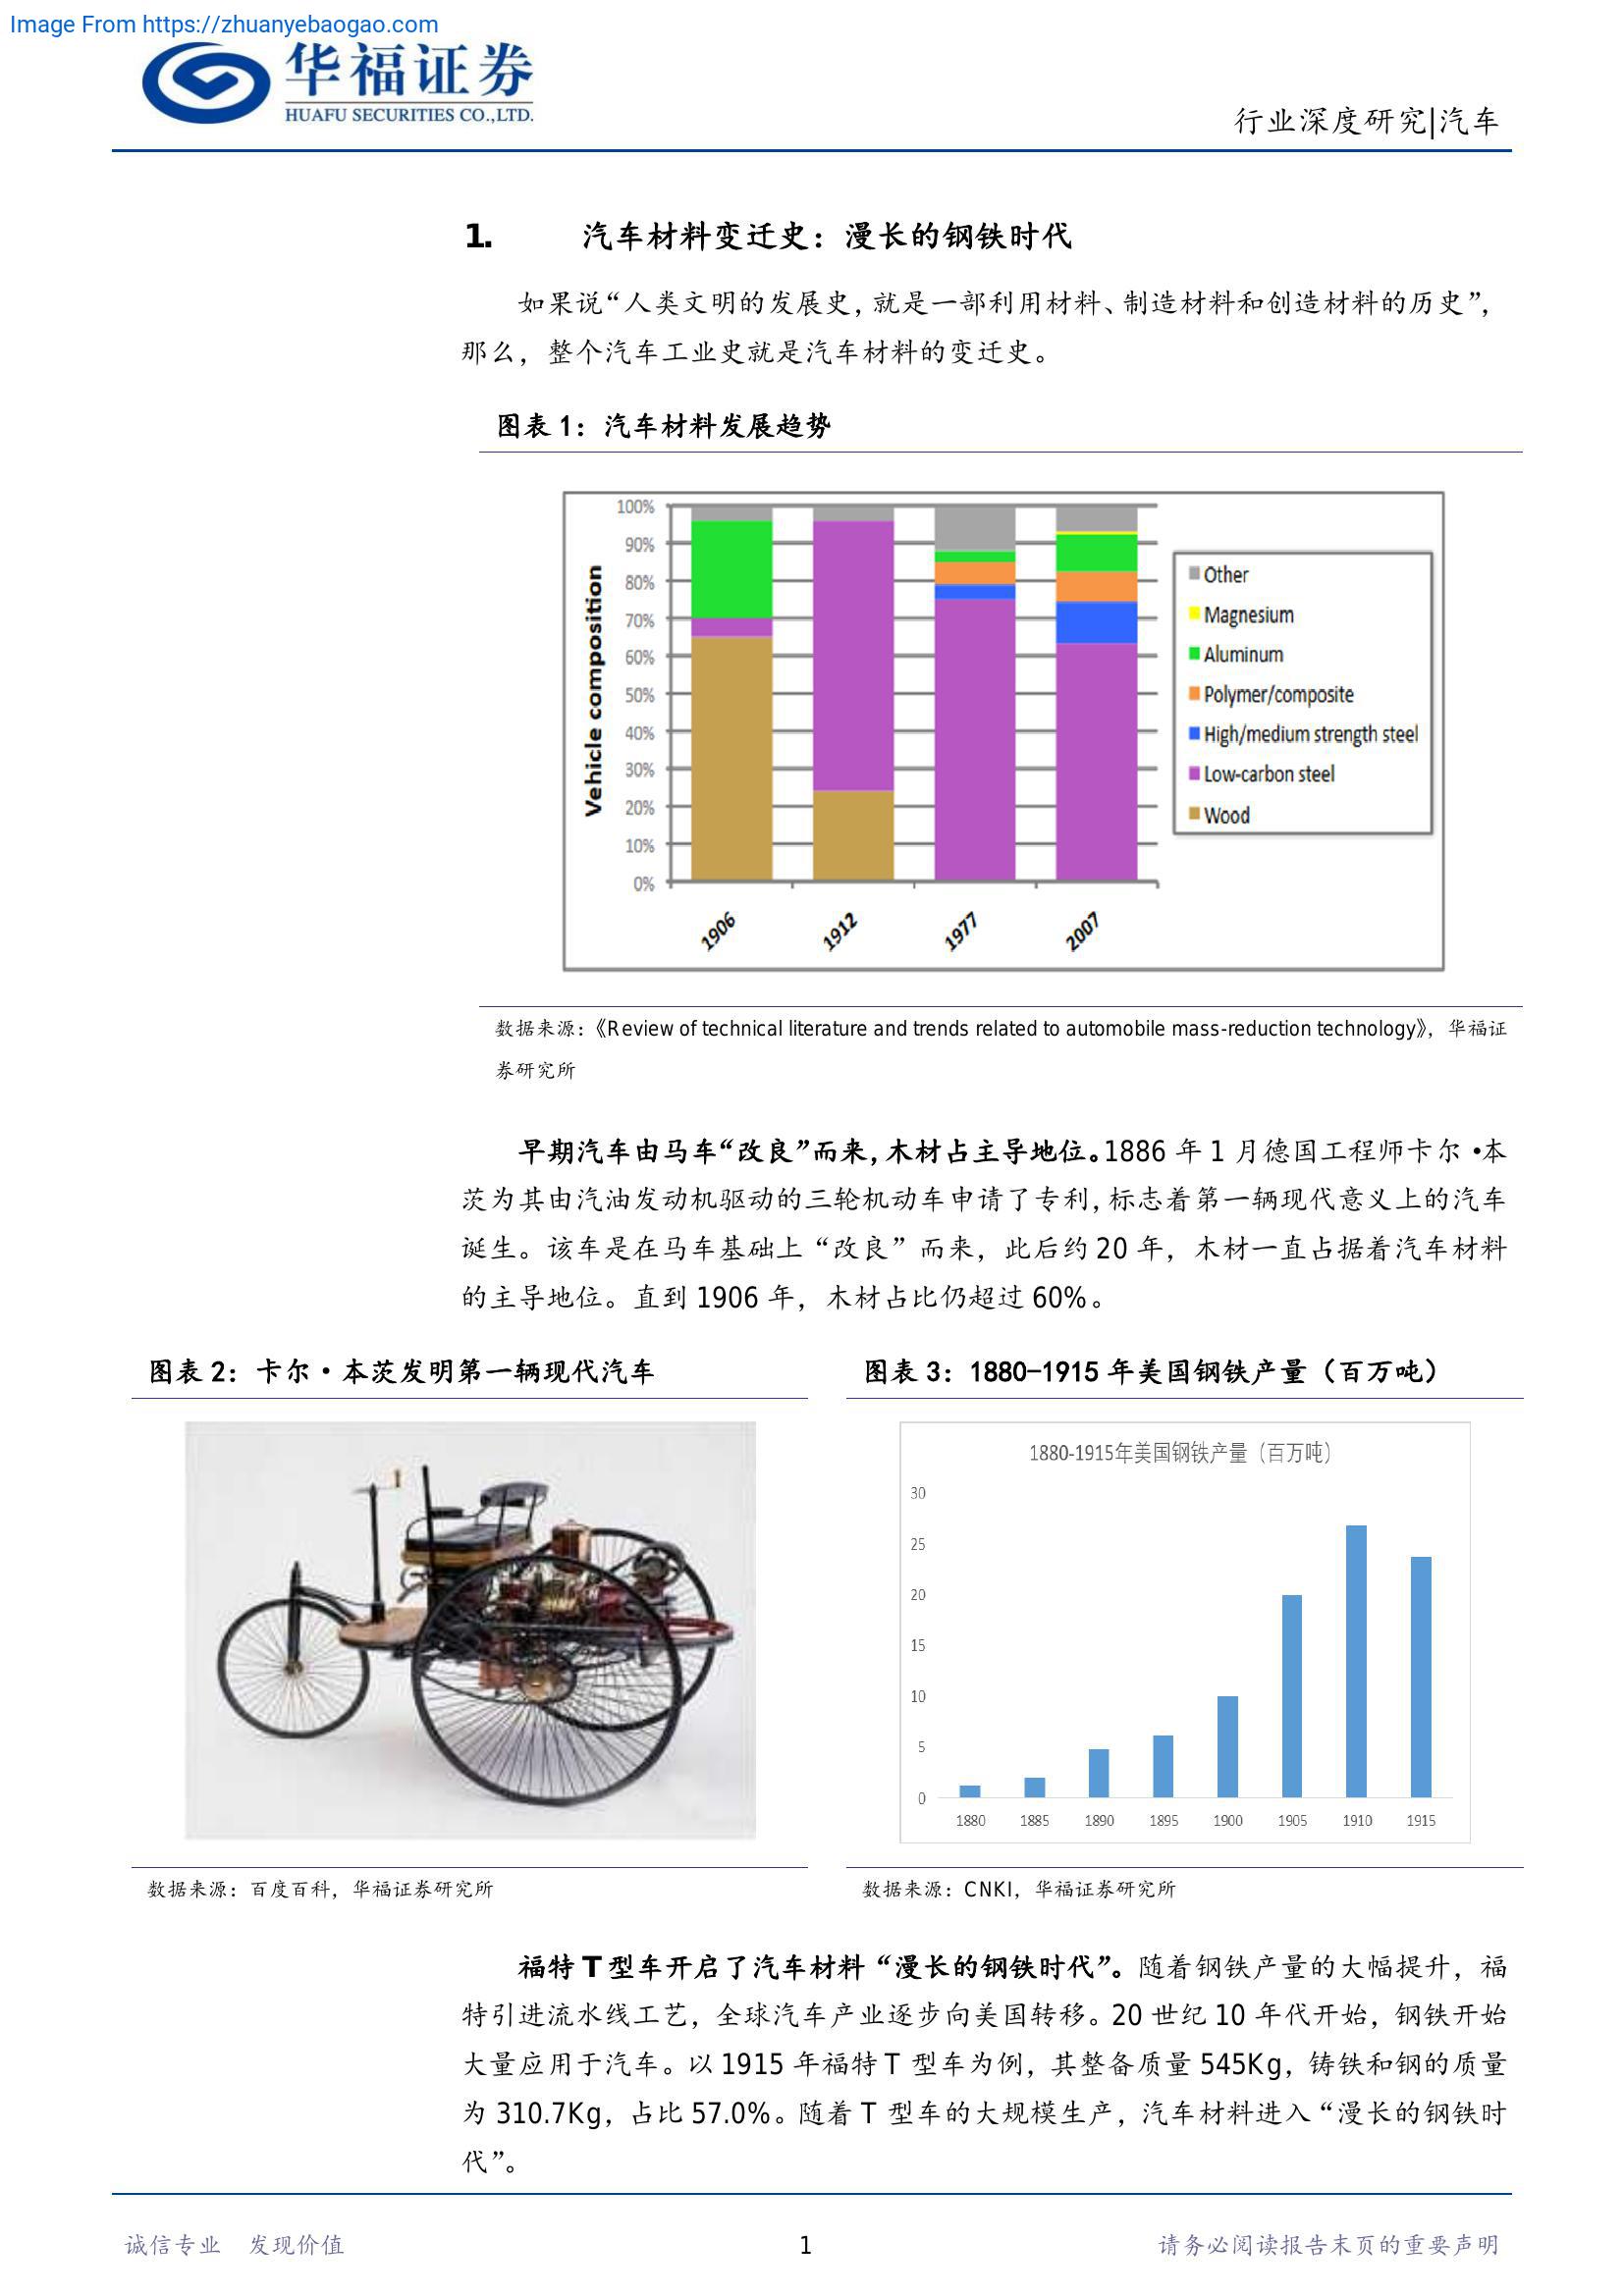 Image From https://zhuanyebaogao.com
华福证券
HUAFU SECURITIES CO.,LTD.
行业深度研究|汽车
1. 汽车材料变迁史：漫长的钢铁时代
如果说“人类文明的发展史，就是一部利用材料、制造材料和创造材料的历史”，
那么，整个汽车工业史就是汽车材料的变迁史。
图表 1：汽车材料发展趋势
Vehicle composition
100%
90%
80%
70%
60%
50%
40%
30%
20%
10%
0%
1906
1912
1977
2007
Other
Magnesium
Aluminum
Polymer/composite
High/medium strength steel
Low-carbon steel
Wood
数据来源：《Review of technical literature and trends related to automobile mass-reduction technology》，华福证
券研究所
早期汽车由马车“改良”而来，木材占主导地位。1886 年 1 月德国工程师卡尔·本
茨为其由汽油发动机驱动的三轮机动车申请了专利，标志着第一辆现代意义上的汽车
诞生。该车是在马车基础上“改良”而来，此后约 20 年，木材一直占据着汽车材料
的主导地位。直到 1906 年，木材占比仍超过 60%。
图表 2：卡尔·本茨发明第一辆现代汽车
数据来源：百度百科，华福证券研究所
图表 3：1880-1915 年美国钢铁产量（百万吨）
1880-1915年美国钢铁产量（百万吨）
30
25
20
15
10
5
0
1880 1885 1890 1895 1900 1905 1910 1915
数据来源：CNKI，华福证券研究所
福特 T 型车开启了汽车材料“漫长的钢铁时代”。随着钢铁产量的大幅提升，福
特引进流水线工艺，全球汽车产业逐步向美国转移。20 世纪 10 年代开始，钢铁开始
大量应用于汽车。以 1915 年福特 T 型车为例，其整备质量 545Kg，铸铁和钢的质量
为 310.7Kg，占比 57.0%。随着 T 型车的大规模生产，汽车材料进入“漫长的钢铁时
代”。
诚信专业 发现价值
1
请务必阅读报告末页的重要声明